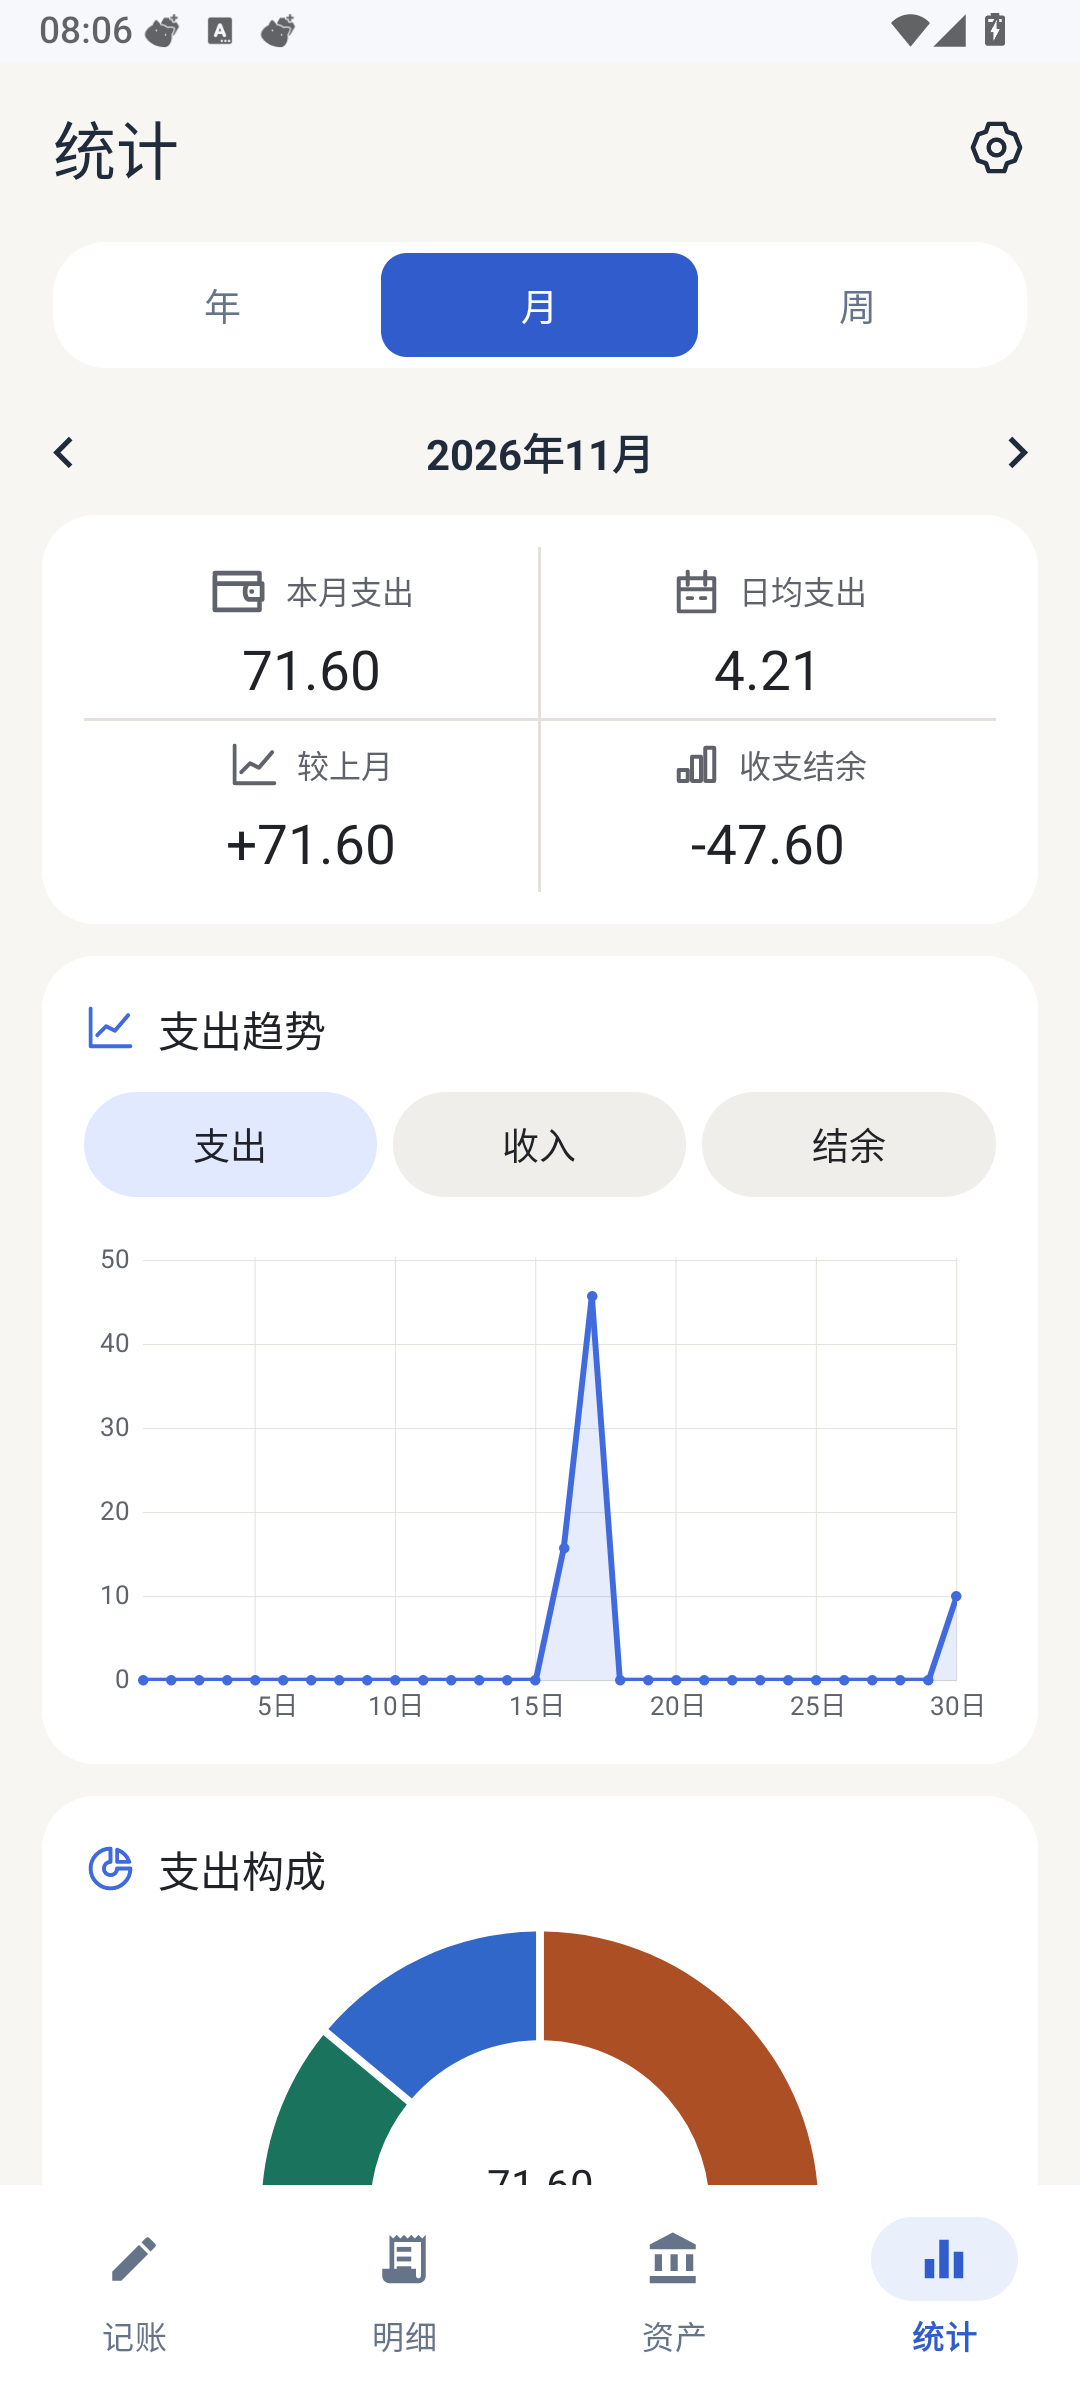 08:06
统计
年 月 周
2026年11月
本月支出 日均支出
71.60 4.21
较上月 收支结余
+71.60 -47.60
支出趋势
支出 收入 结余
50
40
30
20
10
0
5日 10日 15日 20日 25日 30日
支出构成
71.60
记账 明细 资产 统计